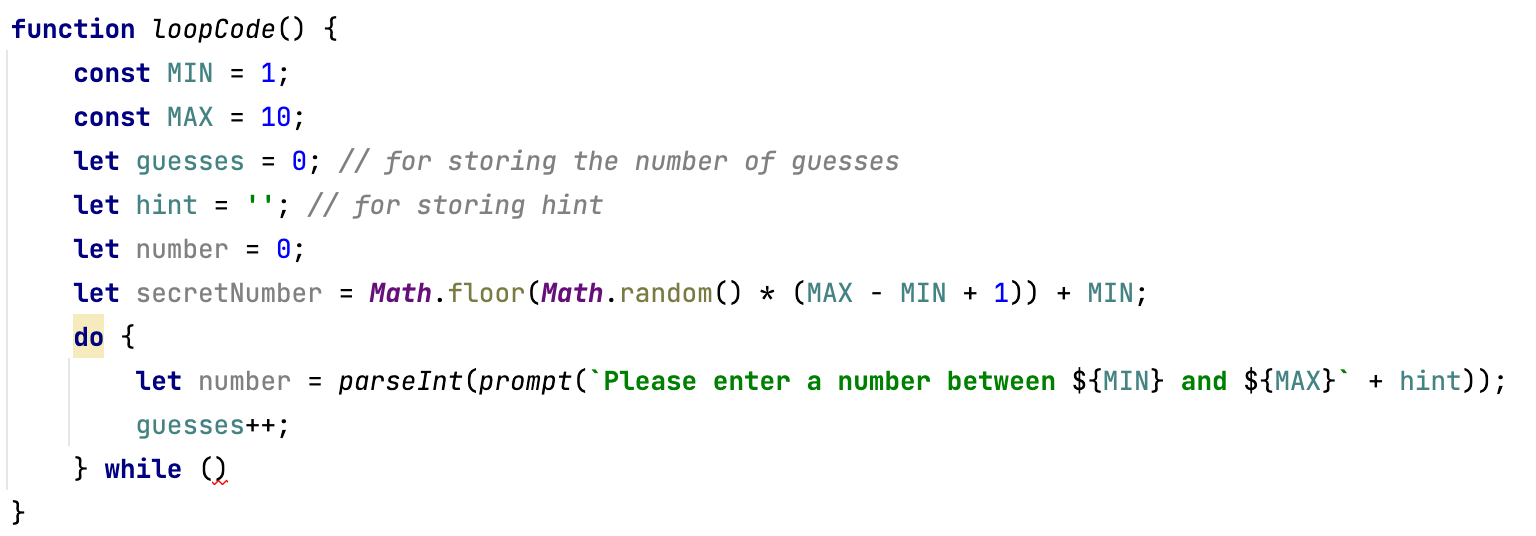 function loopCode() {
    const MIN = 1;
    const MAX = 10;
    let guesses = 0; // for storing the number of guesses
    let hint = ''; // for storing hint
    let number = 0;
    let secretNumber = Math.floor(Math.random() * (MAX - MIN + 1)) + MIN;
    do {
        let number = parseInt(prompt(`Please enter a number between ${MIN} and ${MAX}` + hint));
        guesses++;
    } while ()
}